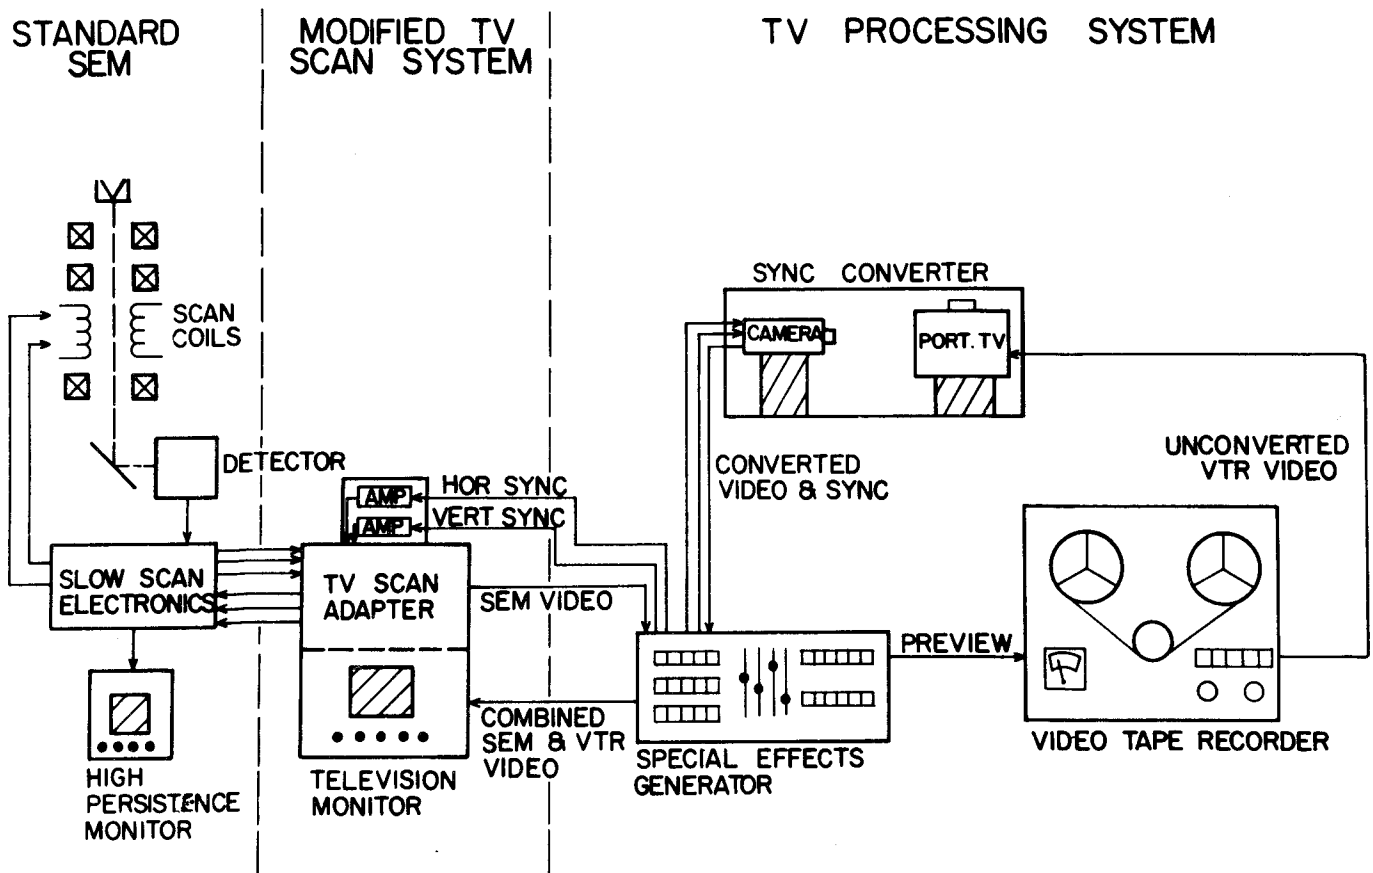 STANDARD
SEM
MODIFIED TV
SCAN SYSTEM
TV PROCESSING SYSTEM
SCAN
COILS
DETECTOR
SLOW SCAN
ELECTRONICS
HIGH
PERSISTENCE
MONITOR
AMP
AMP
HOR SYNC
VERT SYNC
TV SCAN
ADAPTER
SEM VIDEO
COMBINED
SEM & VTR
VIDEO
TELEVISION
MONITOR
SYNC CONVERTER
CAMERA
PORT. TV
CONVERTED
VIDEO & SYNC
UNCONVERTED
VTR VIDEO
PREVIEW
SPECIAL EFFECTS
GENERATOR
VIDEO TAPE RECORDER